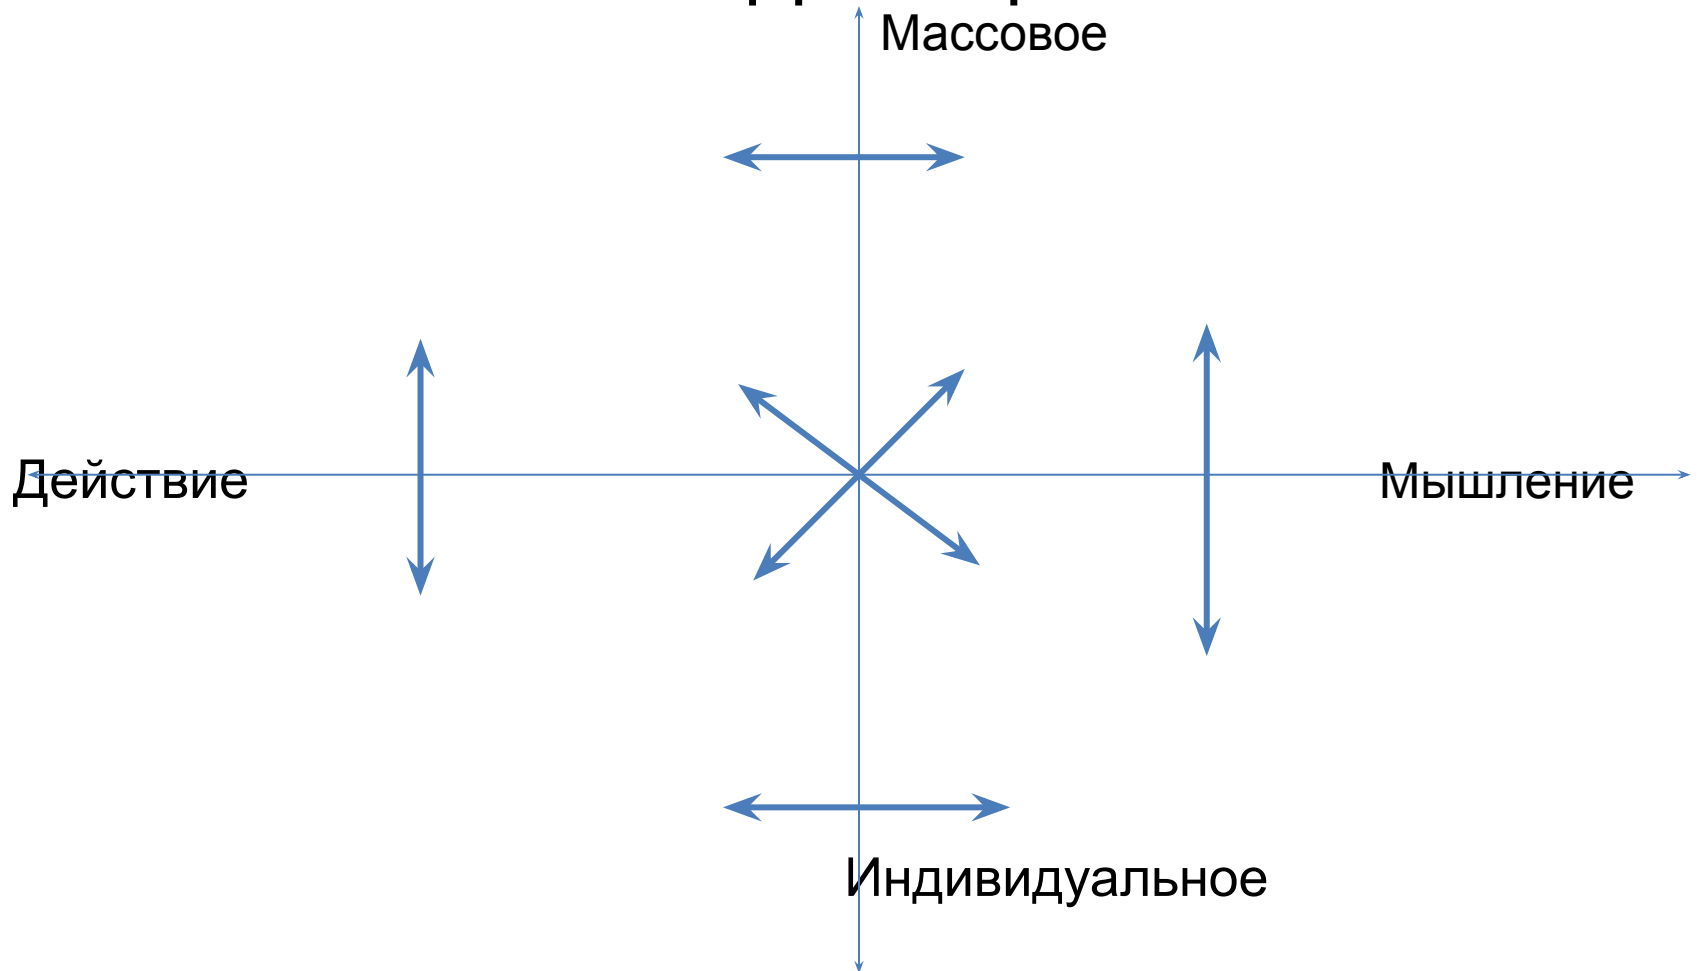 Массовое
Действие
Мышление
Индивидуальное